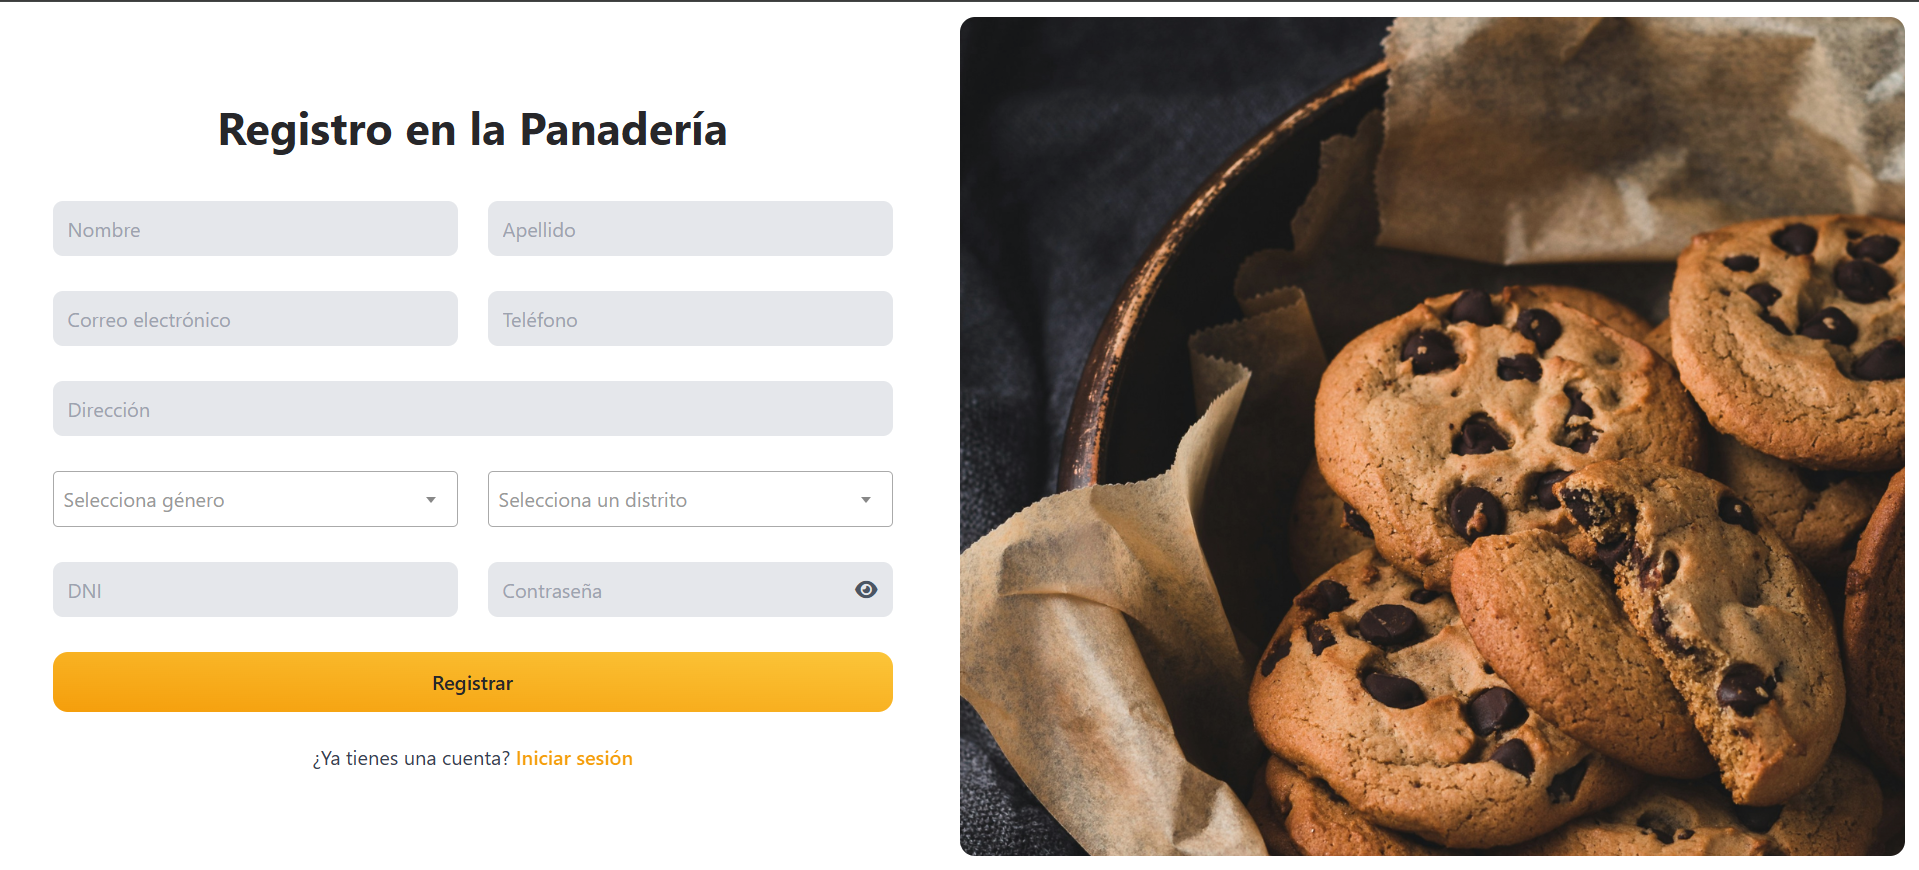 Registro en la Panadería
Nombre
Apellido
Correo electrónico
Teléfono
Dirección
Selecciona género
Selecciona un distrito
DNI
Contraseña
Registrar
¿Ya tienes una cuenta? Iniciar sesión